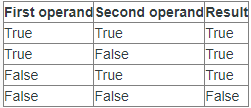 First operand Second operand Result
True True True
True False True
False True True
False False False